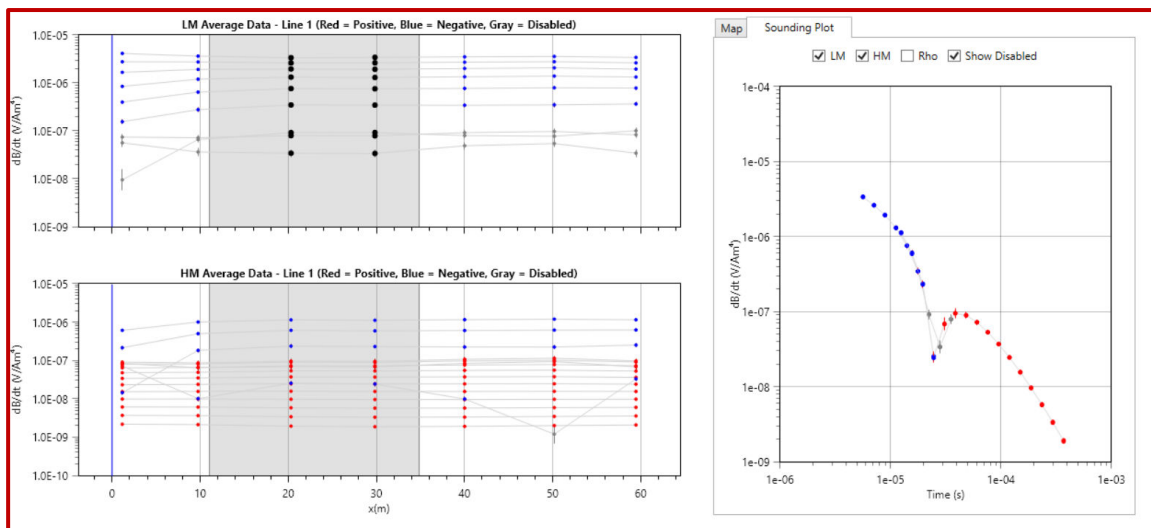 LM Average Data - Line 1 (Red = Positive, Blue = Negative, Gray = Disabled)
dB/dt (V/Am⁴)
1.0E-05
1.0E-06
1.0E-07
1.0E-08
1.0E-09
HM Average Data - Line 1 (Red = Positive, Blue = Negative, Gray = Disabled)
dB/dt (V/Am⁴)
1.0E-05
1.0E-06
1.0E-07
1.0E-08
1.0E-09
1.0E-10
0 10 20 30 40 50 60
x(m)
Map Sounding Plot
LM HM Rho Show Disabled
dB/dt (V/Am⁴)
1e-04
1e-05
1e-06
1e-07
1e-08
1e-09
1e-06 1e-05 1e-04 1e-03
Time (s)